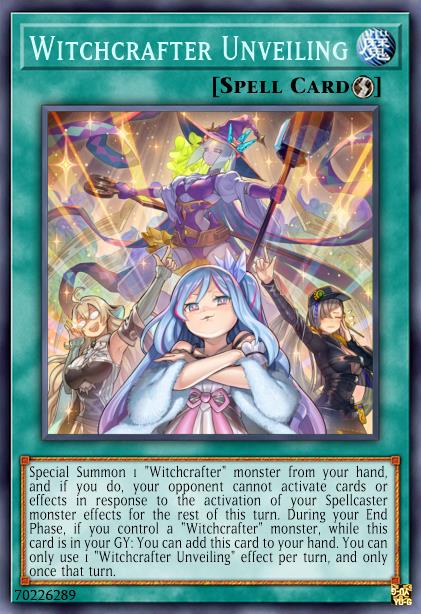 Witchcrafter Unveiling
魔
[Spell Card]
Special Summon 1 "Witchcrafter" monster from your hand,
and if you do, your opponent cannot activate cards or
effects in response to the activation of your Spellcaster
monster effects for the rest of this turn. During your End
Phase, if you control a "Witchcrafter" monster, while this
card is in your GY: You can add this card to your hand. You can
only use 1 "Witchcrafter Unveiling" effect per turn, and only
once that turn.
70226289